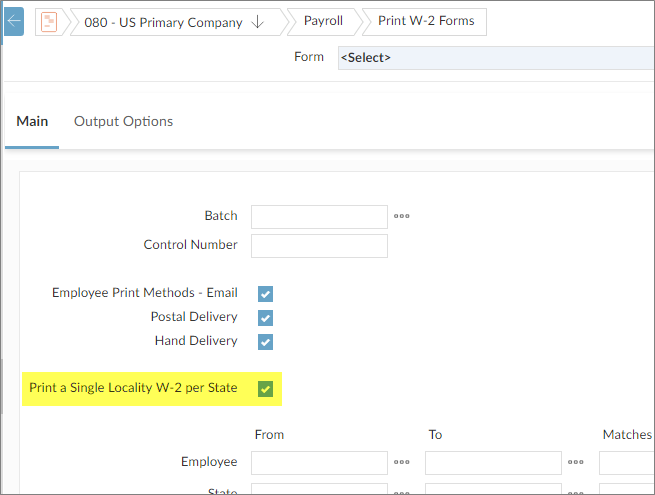 080 - US Primary Company Payroll Print W-2 Forms
Form <Select>
Main Output Options
Batch
Control Number
Employee Print Methods - Email
Postal Delivery
Hand Delivery
Print a Single Locality W-2 per State
From To Matches
Employee
State